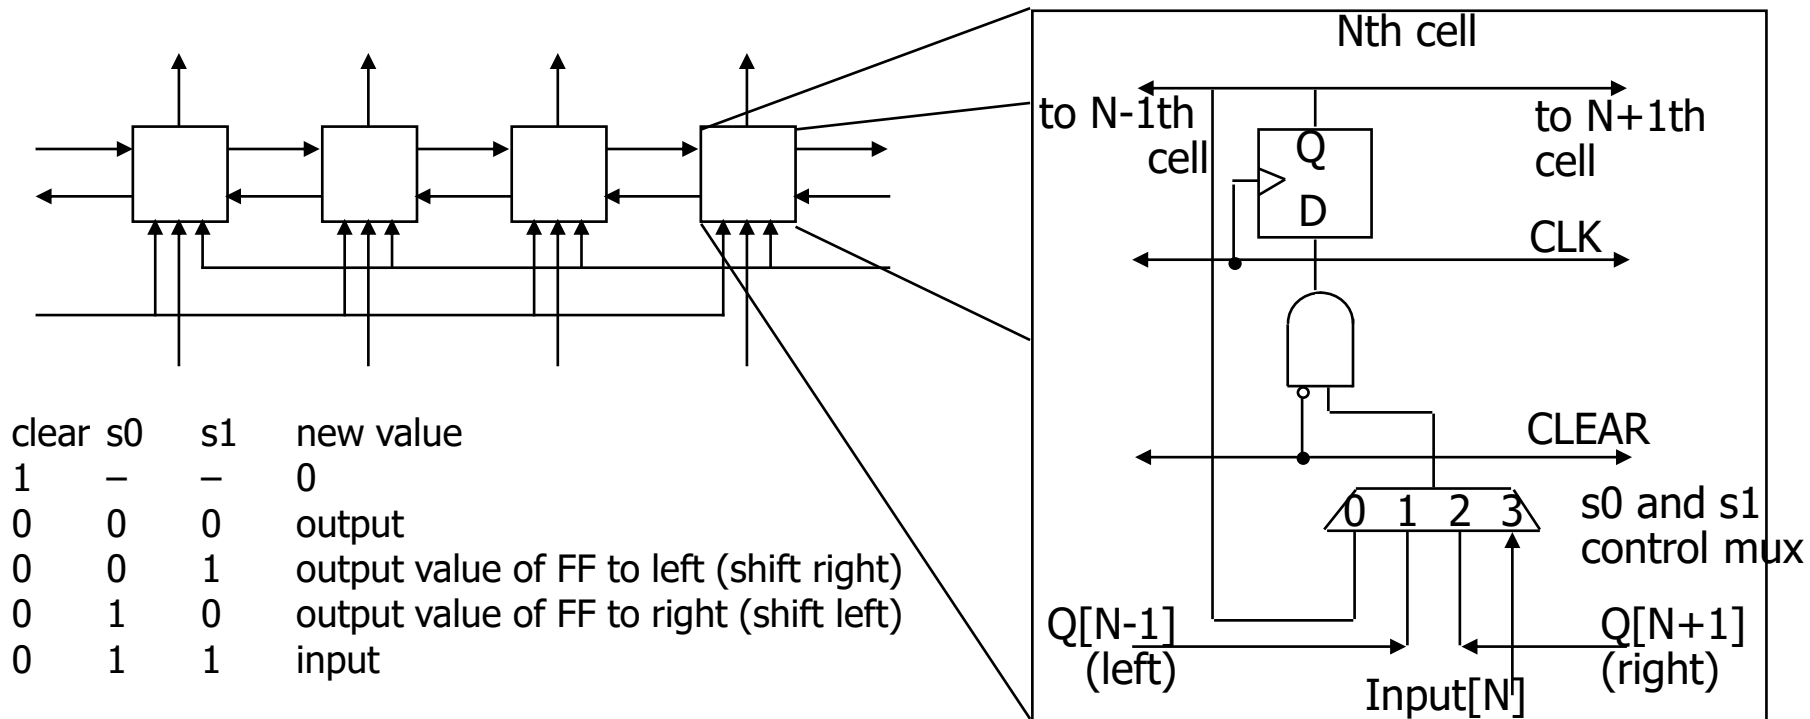 Nth cell
to N-1th
cell
to N+1th
cell
Q
D
CLK
CLEAR
0 1 2 3
s0 and s1
control mux
Q[N-1]
(left)
Q[N+1]
(right)
Input[N]
clear s0 s1 new value
1 – – 0
0 0 0 output
0 0 1 output value of FF to left (shift right)
0 1 0 output value of FF to right (shift left)
0 1 1 input